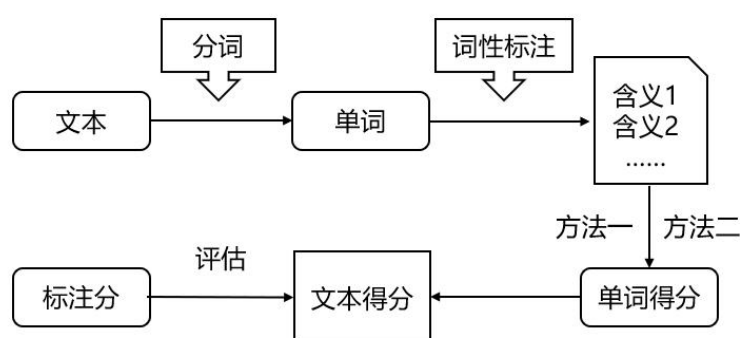 分词
词性标注
文本
单词
含义1
含义2
……
方法一
方法二
评估
标注分
文本得分
单词得分